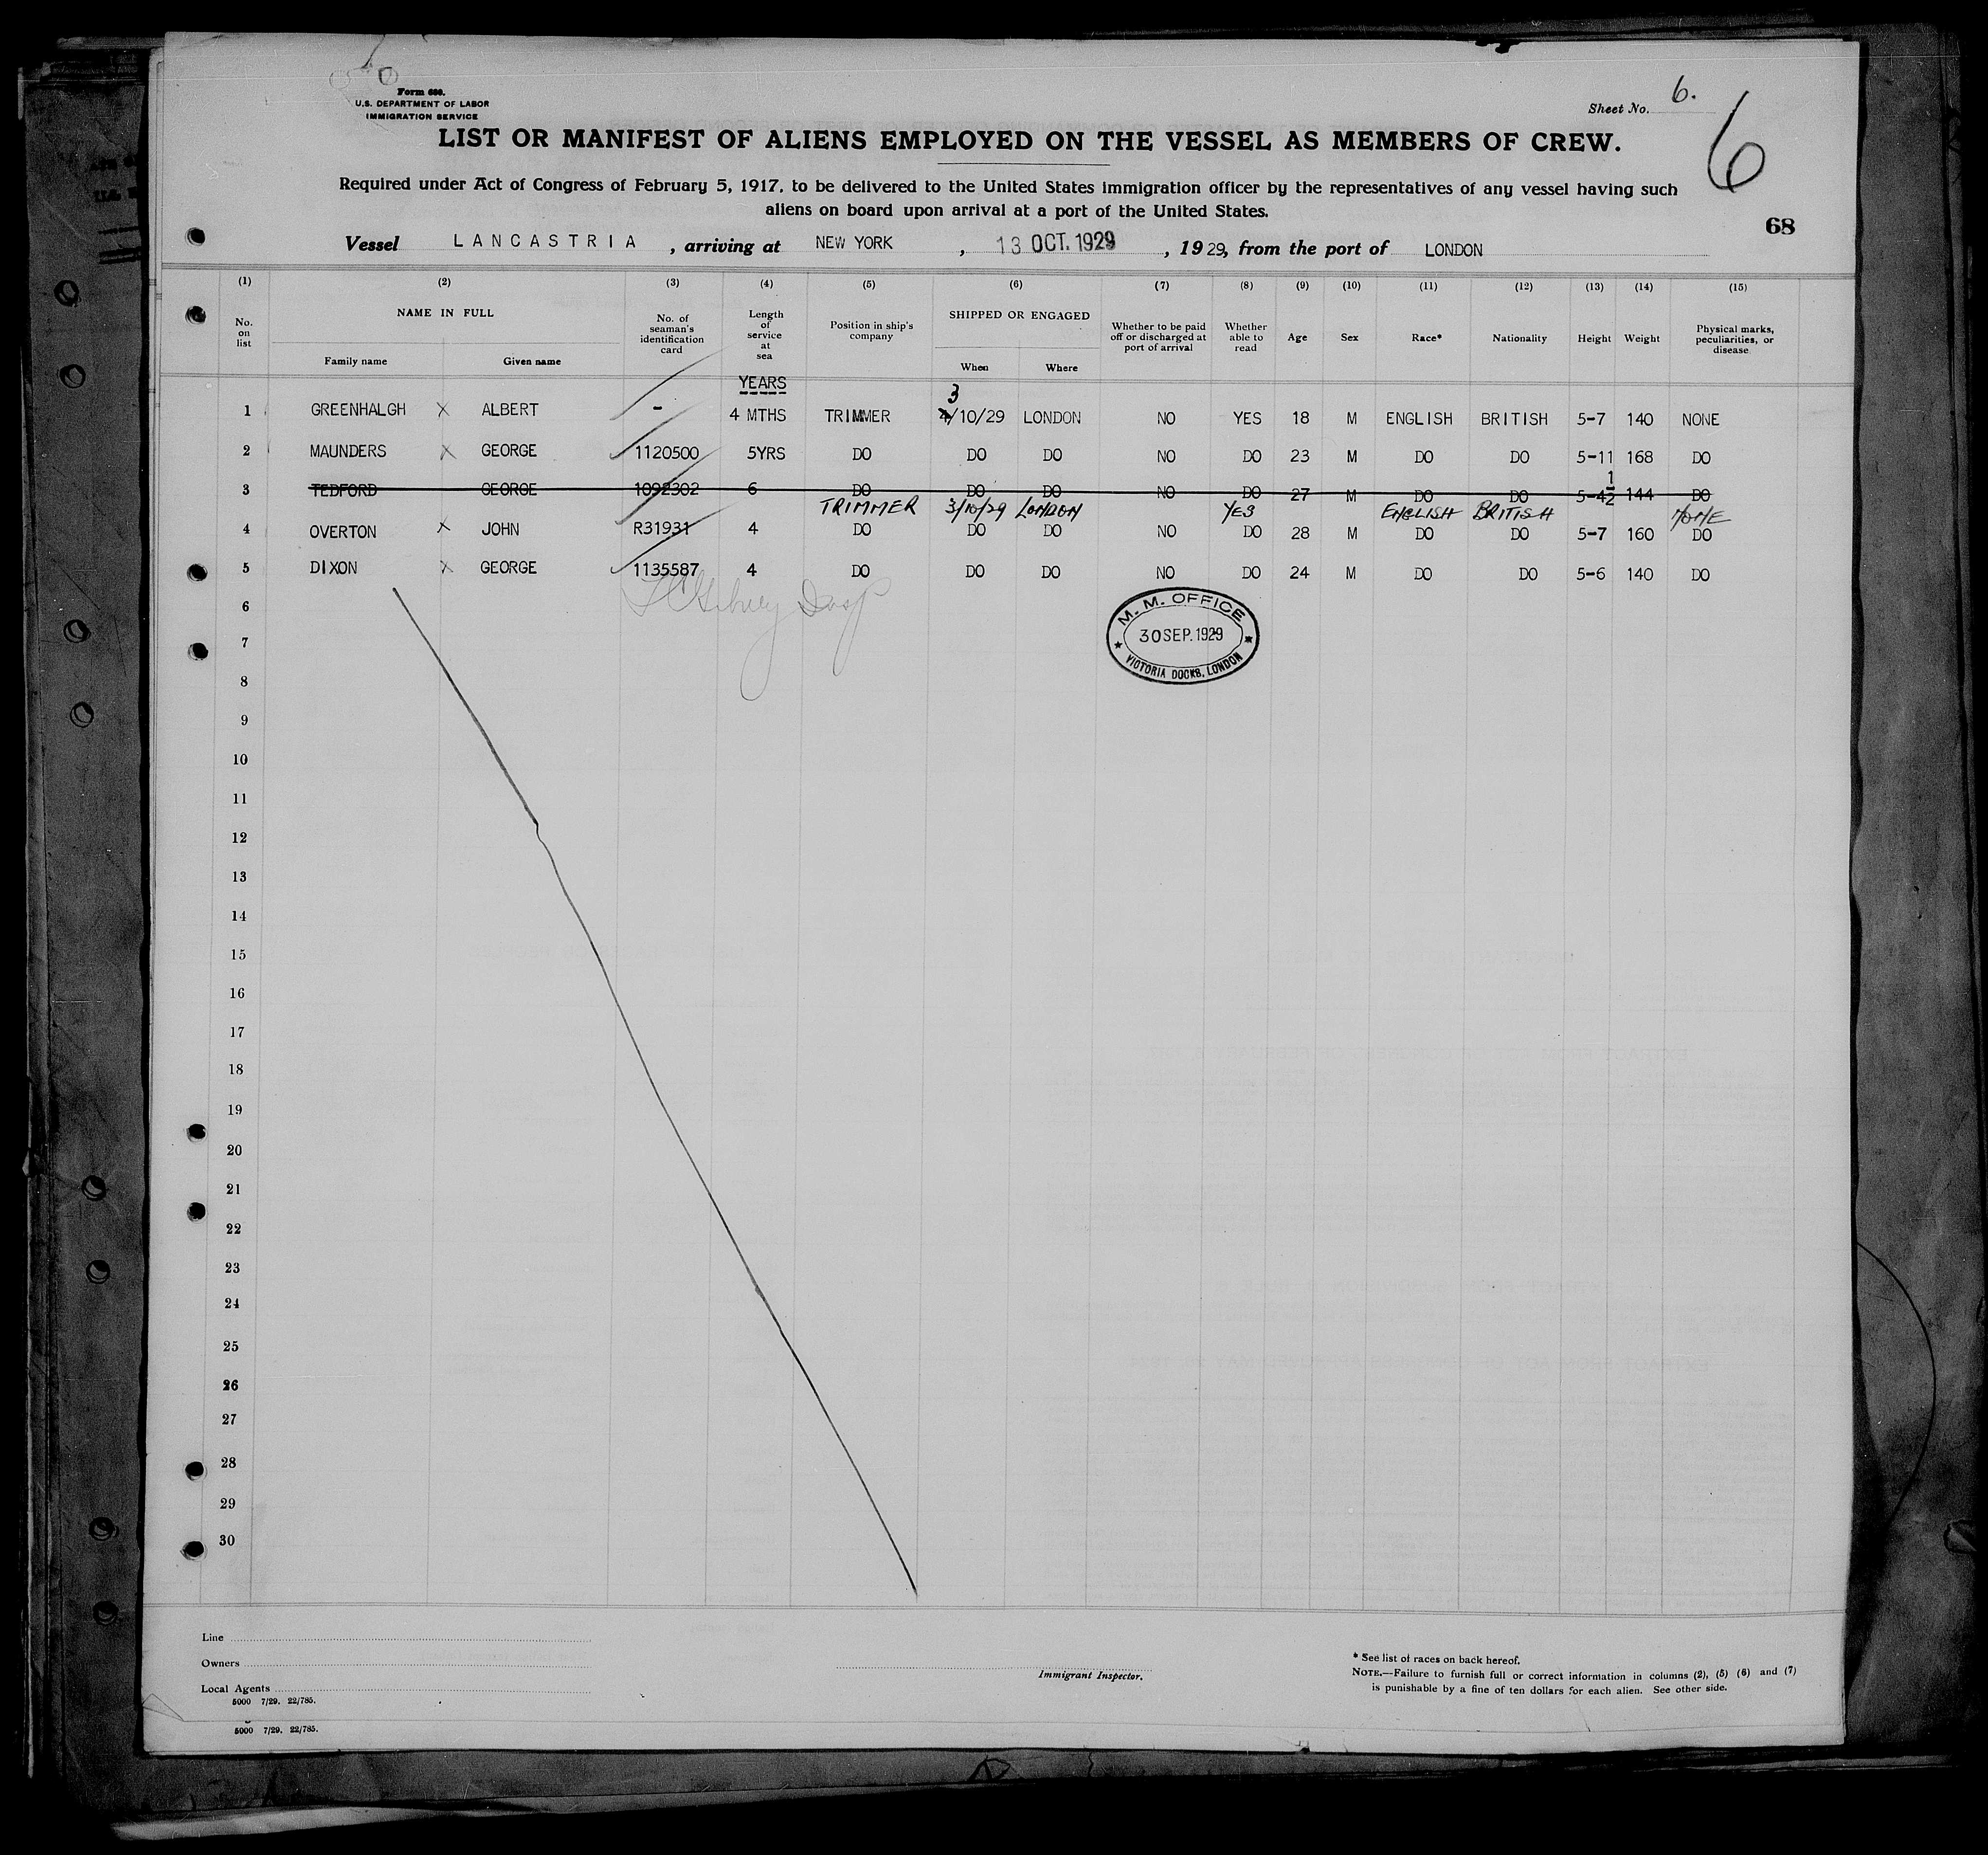 Form 680.
U.S. DEPARTMENT OF LABOR
IMMIGRATION SERVICE
Sheet No. 6.
6
LIST OR MANIFEST OF ALIENS EMPLOYED ON THE VESSEL AS MEMBERS OF CREW.
Required under Act of Congress of February 5, 1917, to be delivered to the United States immigration officer by the representatives of any vessel having such
aliens on board upon arrival at a port of the United States.
68
Vessel LANCASTRIA , arriving at NEW YORK , 13 OCT. 1929 , 1929, from the port of LONDON
(1) (2) (3) (4) (5) (6) (7) (8) (9) (10) (11) (12) (13) (14) (15)
No. on list NAME IN FULL Family name Given name No. of seaman's identification card Length of service at sea Position in ship's company SHIPPED OR ENGAGED When Where Whether to be paid off or discharged at port of arrival Whether able to read Age Sex Race* Nationality Height Weight Physical marks, peculiarities, or disease
YEARS
3
1 GREENHALGH X ALBERT - 4 MTHS TRIMMER 4/10/29 LONDON NO YES 18 M ENGLISH BRITISH 5-7 140 NONE
2 MAUNDERS X GEORGE 1120500 5YRS DO DO DO NO DO 23 M DO DO 5-11 168 DO
3 TEDFORD GEORGE 1092302 6 DO DO DO NO DO 27 M DO DO 5-4½ 144 DO
TRIMMER 3/10/29 LONDON YES ENGLISH BRITISH NONE
4 OVERTON X JOHN R31931 4 DO DO DO NO DO 28 M DO DO 5-7 160 DO
5 DIXON X GEORGE 1135587 4 DO DO DO NO DO 24 M DO DO 5-6 140 DO
6
M. M. OFFICE
30 SEP. 1929
VICTORIA DOCKS, LONDON
7
8
9
10
11
12
13
14
15
16
17
18
19
20
21
22
23
24
25
26
27
28
29
30
Line
Owners
Local Agents
5000 7/29. 22/785.
5000 7/29. 22/785.
Immigrant Inspector.
* See list of races on back hereof.
NOTE.—Failure to furnish full or correct information in columns (2), (5) (6) and (7)
is punishable by a fine of ten dollars for each alien. See other side.